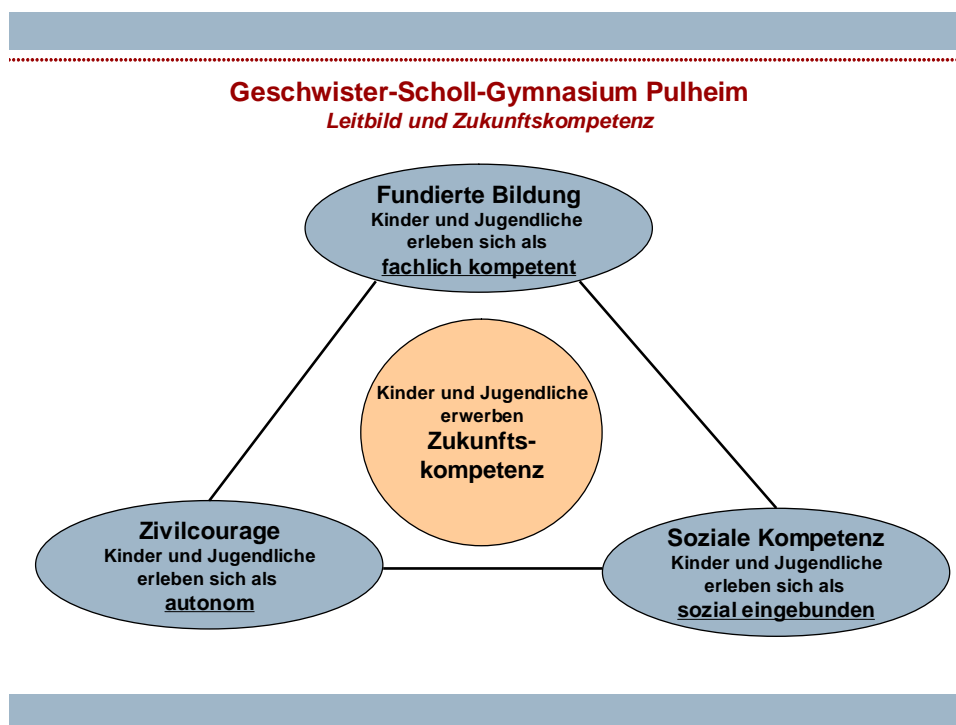 Geschwister-Scholl-Gymnasium Pulheim
Leitbild und Zukunftskompetenz
Fundierte Bildung
Kinder und Jugendliche
erleben sich als
fachlich kompetent
Kinder und Jugendliche
erwerben
Zukunfts-
kompetenz
Zivilcourage
Kinder und Jugendliche
erleben sich als
autonom
Soziale Kompetenz
Kinder und Jugendliche
erleben sich als
sozial eingebunden